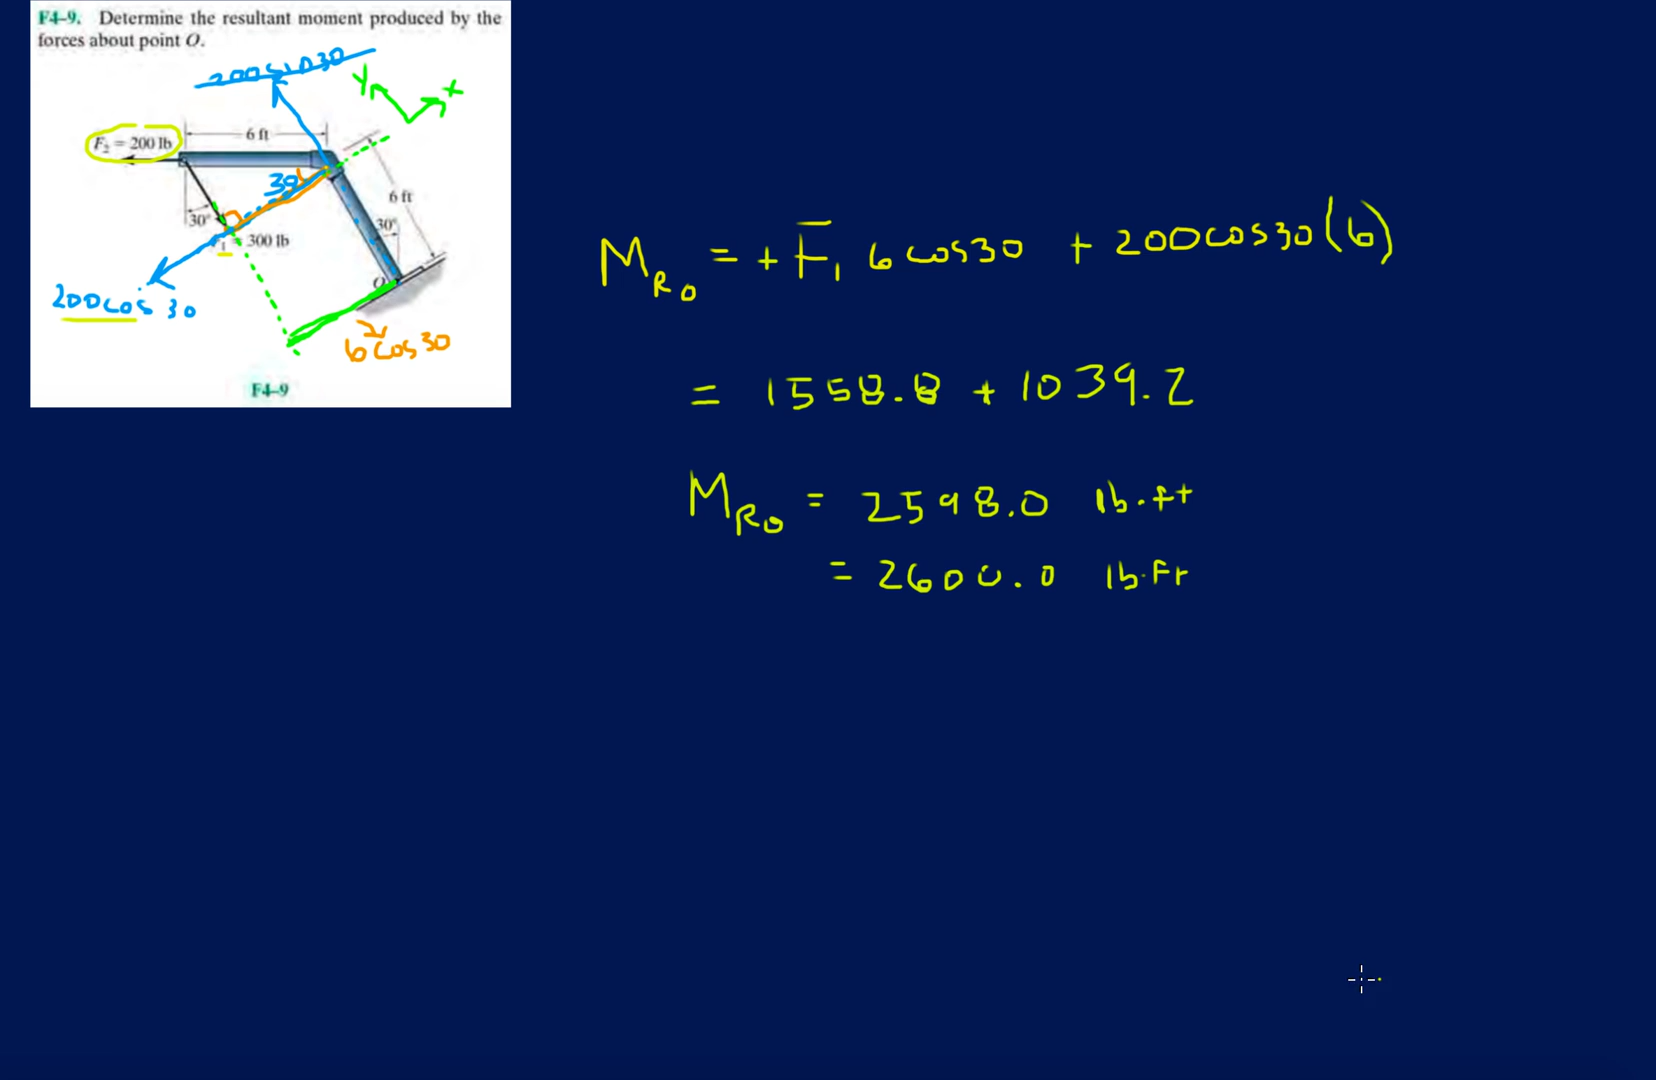 F4–9. Determine the resultant moment produced by the
forces about point O.
200sin30
Y
x
F₂ = 200 lb
6 ft
30
6 ft
30°
30°
= 300 lb
O
200cos 30
6cos30
F4–9
M_RO = + F₁ 6cos30 + 200cos30(6)
= 1558.8 + 1039.2
M_RO = 2598.0 lb.ft
= 2600.0 lb.Ft